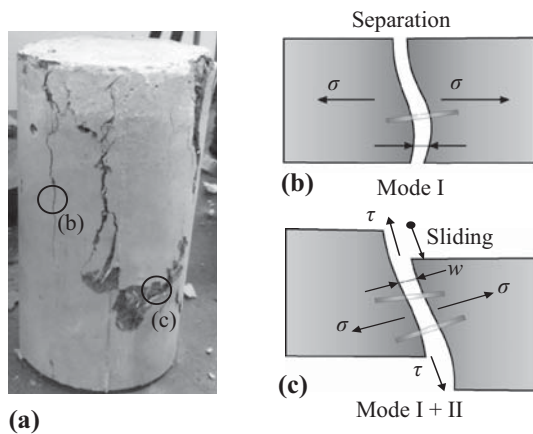 (b)
(c)
(a)
Separation
σ
σ
(b)
Mode I
τ
Sliding
w
σ
σ
τ
(c)
Mode I + II